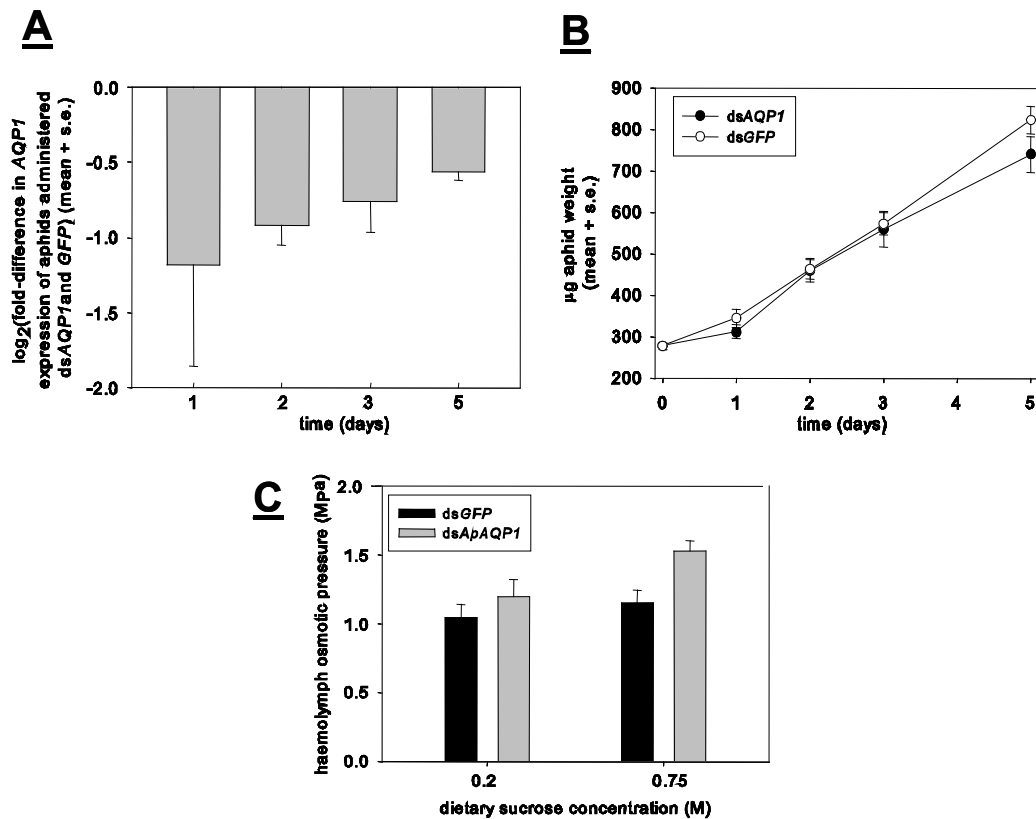 A
log2(fold-difference in AQP1
expression of aphids administered
dsAQP1and GFP) (mean + s.e.)
0.0
-0.5
-1.0
-1.5
-2.0
1 2 3 5
time (days)
B
µg aphid weight
(mean + s.e.)
900
800
700
600
500
400
300
200
dsAQP1
dsGFP
0 1 2 3 4 5
time (days)
C
haemolymph osmotic pressure (Mpa)
2.0
1.5
1.0
0.5
0.0
dsGFP
dsApAQP1
0.2 0.75
dietary sucrose concentration (M)